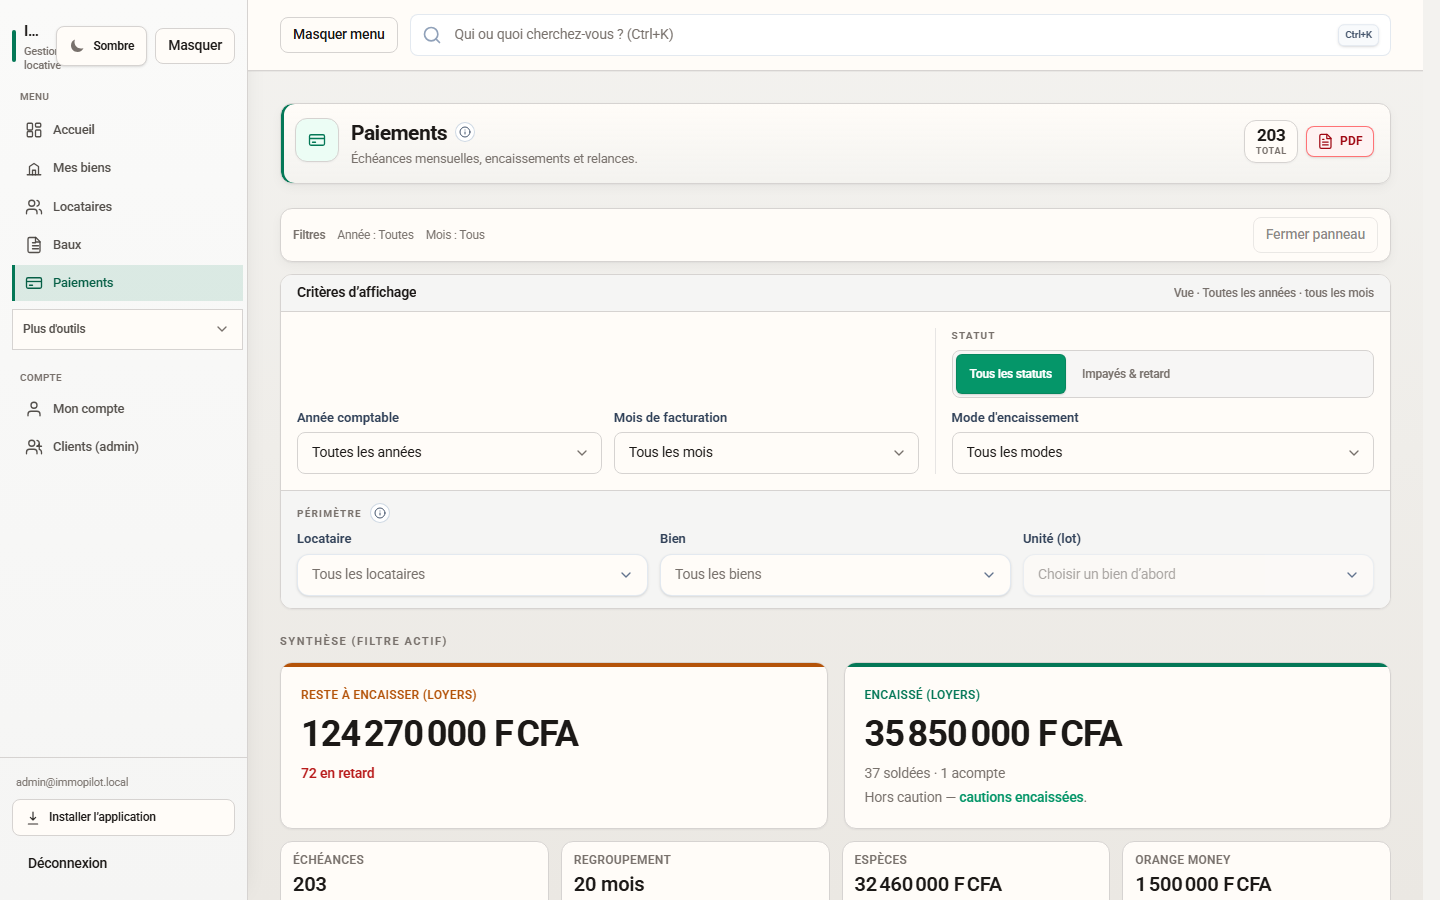 I...
Gestion
locative
Sombre
Masquer
MENU
Accueil
Mes biens
Locataires
Baux
Paiements
Plus d'outils
COMPTE
Mon compte
Clients (admin)
admin@immopilot.local
Installer l'application
Déconnexion
Masquer menu
Qui ou quoi cherchez-vous ? (Ctrl+K)
Ctrl+K
Paiements
Échéances mensuelles, encaissements et relances.
203
TOTAL
PDF
Filtres Année : Toutes Mois : Tous
Fermer panneau
Critères d'affichage
Vue · Toutes les années · tous les mois
STATUT
Tous les statuts
Impayés & retard
Année comptable
Mois de facturation
Mode d'encaissement
Toutes les années
Tous les mois
Tous les modes
PÉRIMÈTRE
Locataire
Bien
Unité (lot)
Tous les locataires
Tous les biens
Choisir un bien d'abord
SYNTHÈSE (FILTRE ACTIF)
RESTE À ENCAISSER (LOYERS)
124 270 000 F CFA
72 en retard
ENCAISSÉ (LOYERS)
35 850 000 F CFA
37 soldées · 1 acompte
Hors caution — cautions encaissées.
ÉCHÉANCES
203
REGROUPEMENT
20 mois
ESPÈCES
32 460 000 F CFA
ORANGE MONEY
1 500 000 F CFA